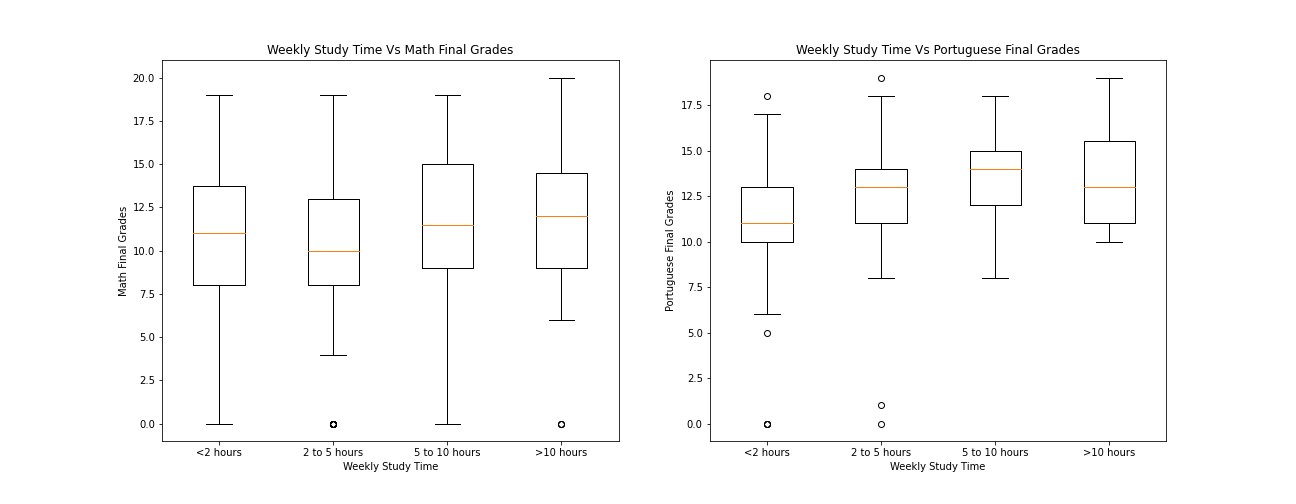 Weekly Study Time Vs Math Final Grades
20.0
17.5
15.0
12.5
10.0
7.5
5.0
2.5
0.0
Math Final Grades
<2 hours 2 to 5 hours 5 to 10 hours >10 hours
Weekly Study Time
Weekly Study Time Vs Portuguese Final Grades
17.5
15.0
12.5
10.0
7.5
5.0
2.5
0.0
Portuguese Final Grades
<2 hours 2 to 5 hours 5 to 10 hours >10 hours
Weekly Study Time